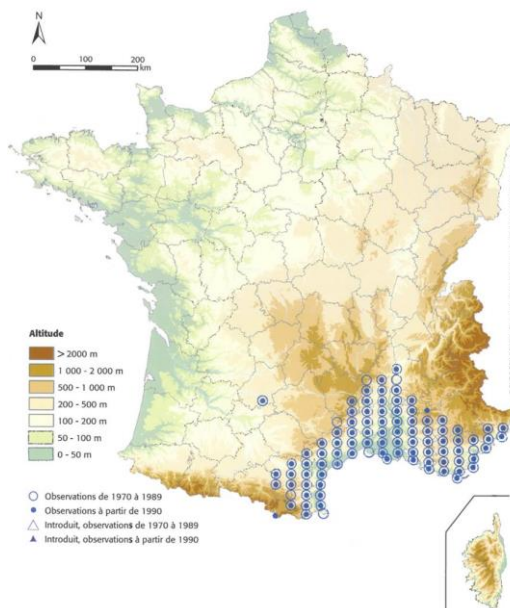 N
0 50 100 200
km
Altitude
> 2000 m
1 000 - 2 000 m
500 - 1 000 m
200 - 500 m
100 - 200 m
50 - 100 m
0 - 50 m
Observations de 1970 à 1989
Observations à partir de 1990
Introduit, observations de 1970 à 1989
Introduit, observations à partir de 1990